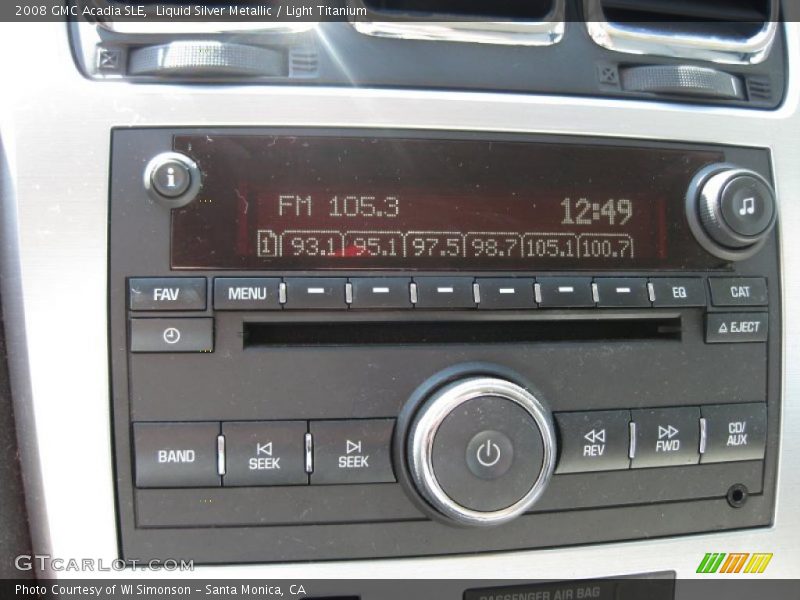 2008 GMC Acadia SLE,  Liquid Silver Metallic / Light Titanium
i
FM 105.3 12:49
1 93.1 95.1 97.5 98.7 105.1 100.7
FAV MENU EQ CAT
EJECT
BAND SEEK SEEK REV FWD CD/
AUX
GTCARLOT.COM
Photo Courtesy of WI Simonson – Santa Monica, CA
PASSENGER AIR BAG